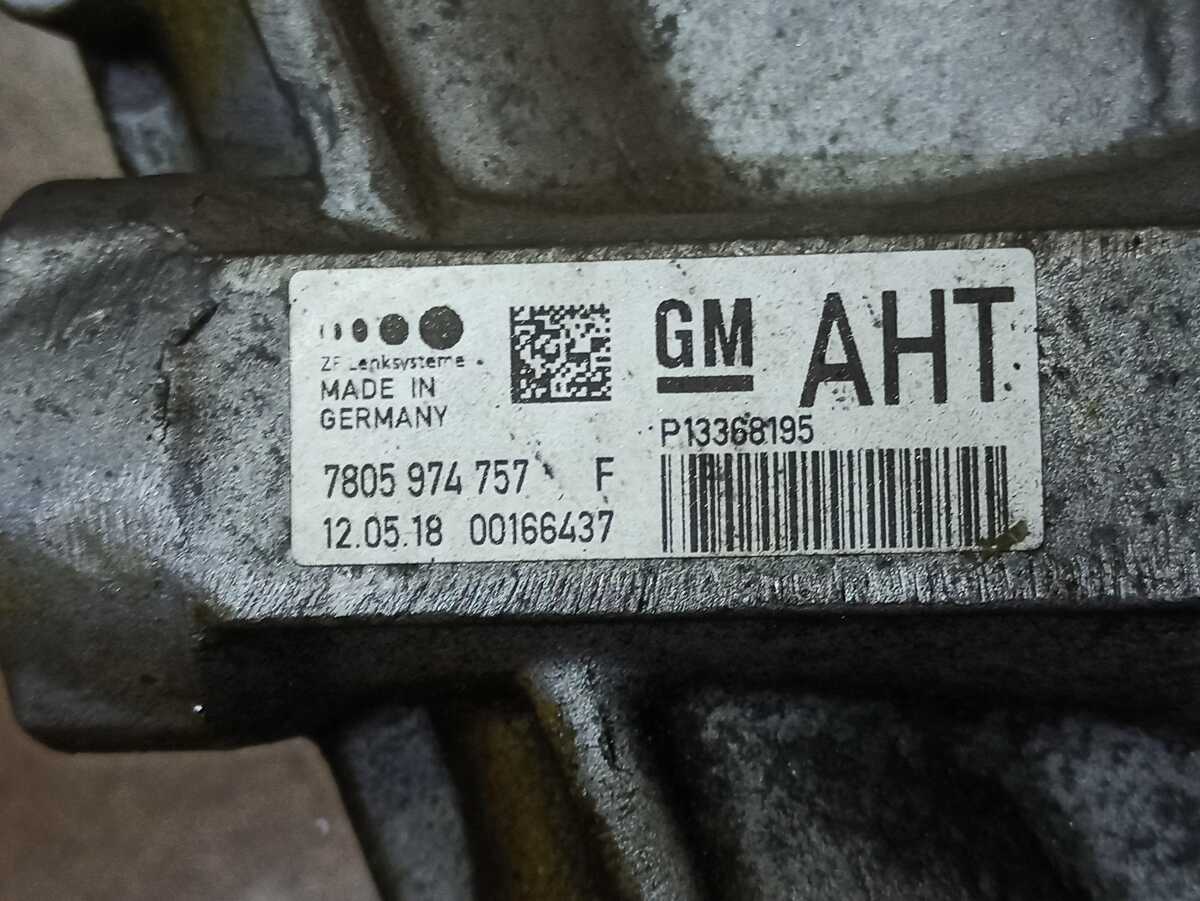 ZF Lenksysteme
MADE IN
GERMANY
7805 974 757 F
12.05.18 00166437
GM AHT
P13368195